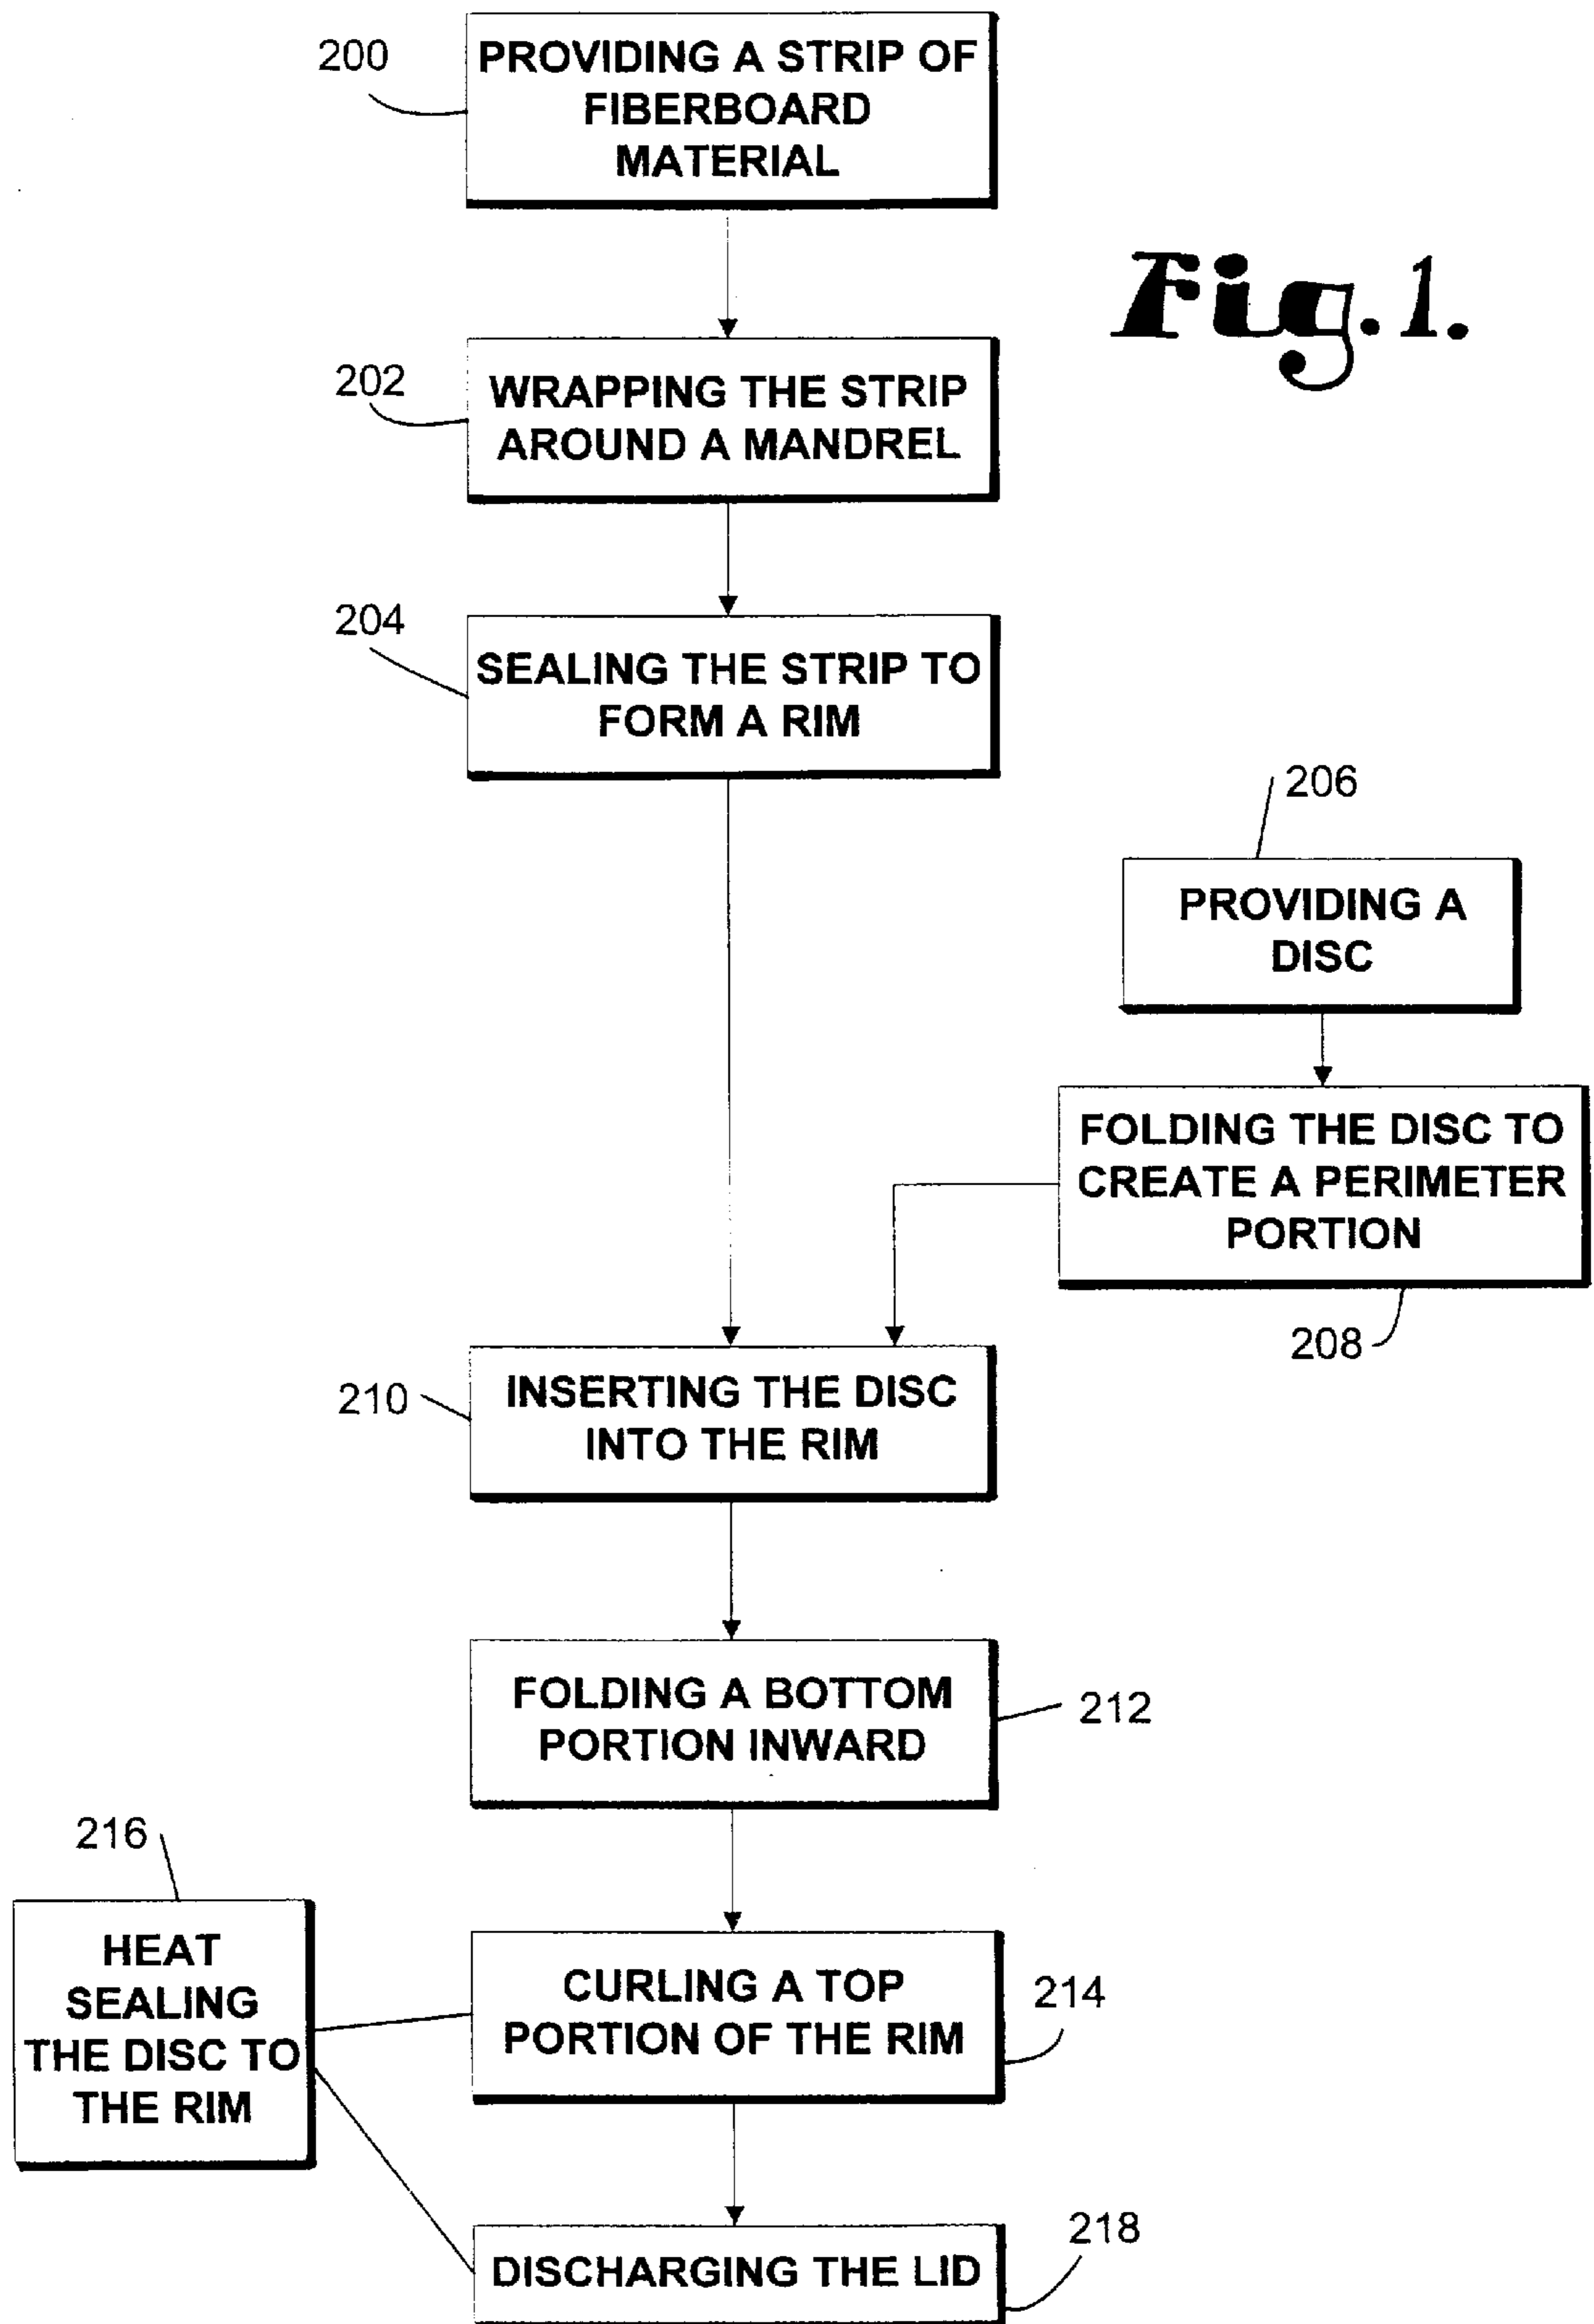 200
PROVIDING A STRIP OF
FIBERBOARD
MATERIAL
Fig. 1.
202
WRAPPING THE STRIP
AROUND A MANDREL
204
SEALING THE STRIP TO
FORM A RIM
206
PROVIDING A
DISC
FOLDING THE DISC TO
CREATE A PERIMETER
PORTION
208
210
INSERTING THE DISC
INTO THE RIM
FOLDING A BOTTOM
PORTION INWARD
212
216
HEAT
SEALING
THE DISC TO
THE RIM
CURLING A TOP
PORTION OF THE RIM
214
DISCHARGING THE LID
218